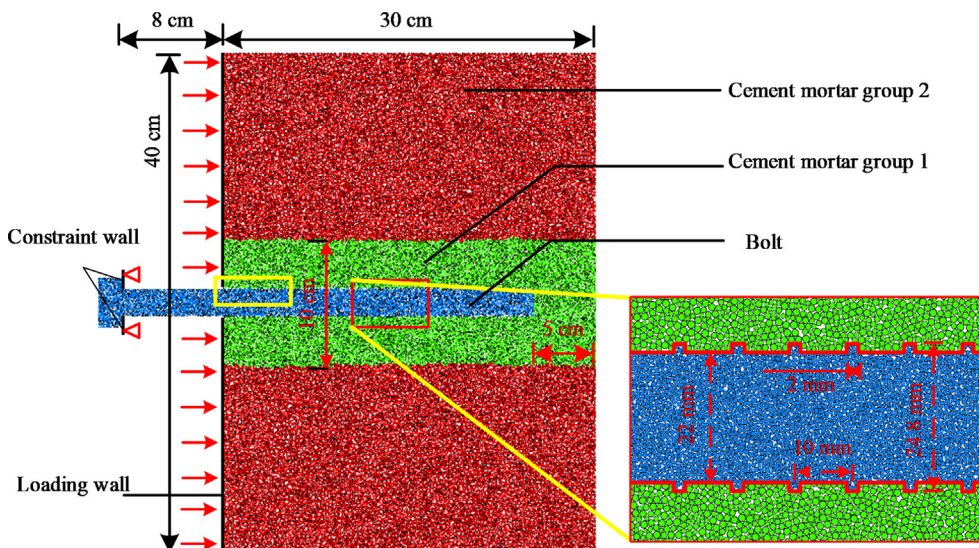 8 cm
30 cm
Cement mortar group 2
40 cm
Cement mortar group 1
Constraint wall
Bolt
10 cm
5 cm
2 mm
22 mm
24.8 mm
10 mm
Loading wall